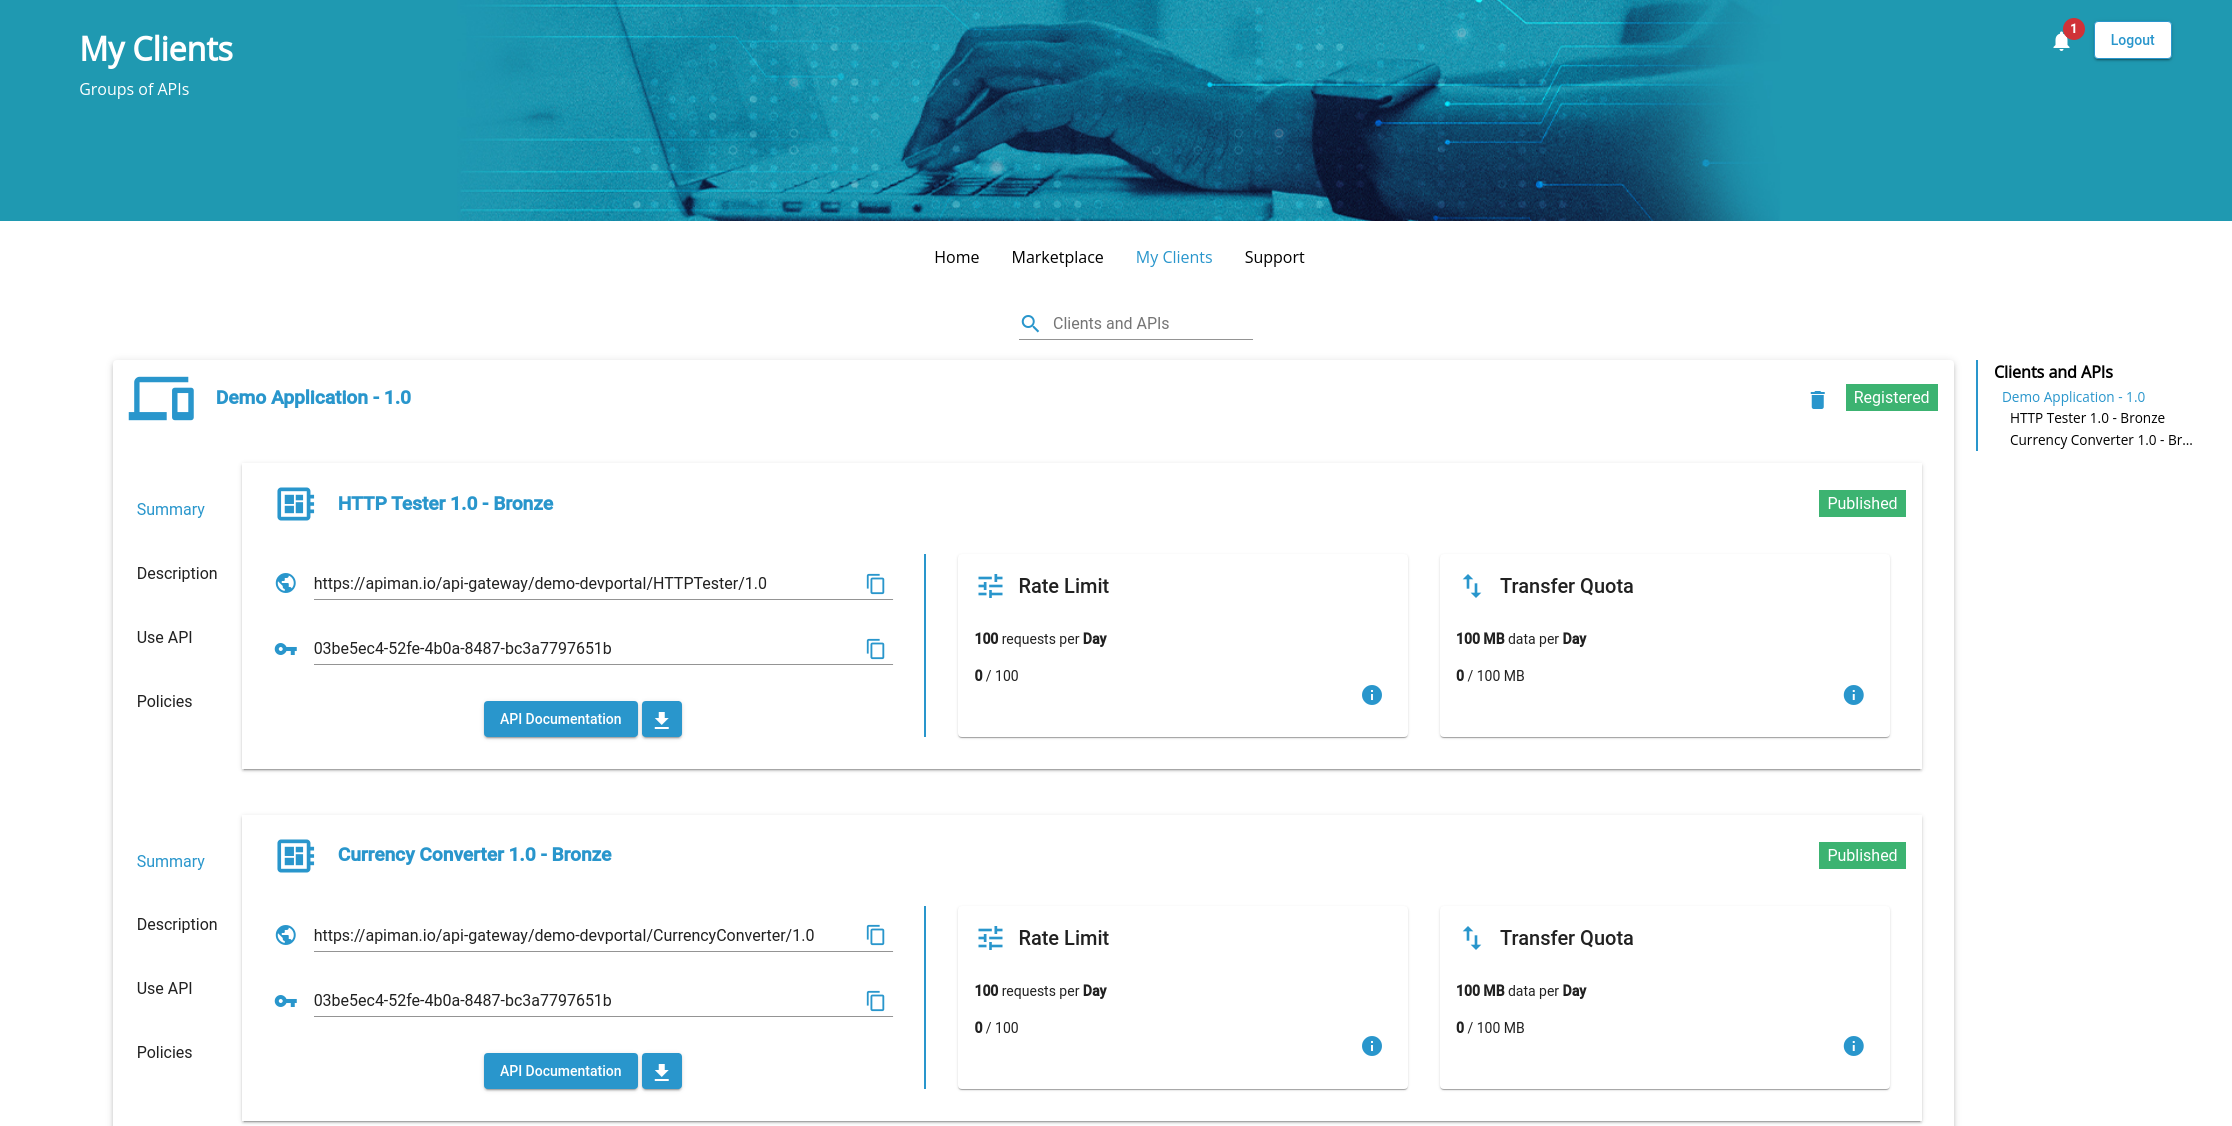 My Clients
Groups of APIs
1
Logout
Home Marketplace My Clients Support
Clients and APIs
Demo Application - 1.0
Registered
Clients and APIs
Demo Application - 1.0
HTTP Tester 1.0 - Bronze
Currency Converter 1.0 - Br...
Summary
Description
Use API
Policies
HTTP Tester 1.0 - Bronze
Published
https://apiman.io/api-gateway/demo-devportal/HTTPTester/1.0
03be5ec4-52fe-4b0a-8487-bc3a7797651b
API Documentation
Rate Limit
100 requests per Day
0 / 100
Transfer Quota
100 MB data per Day
0 / 100 MB
Summary
Description
Use API
Policies
Currency Converter 1.0 - Bronze
Published
https://apiman.io/api-gateway/demo-devportal/CurrencyConverter/1.0
03be5ec4-52fe-4b0a-8487-bc3a7797651b
API Documentation
Rate Limit
100 requests per Day
0 / 100
Transfer Quota
100 MB data per Day
0 / 100 MB